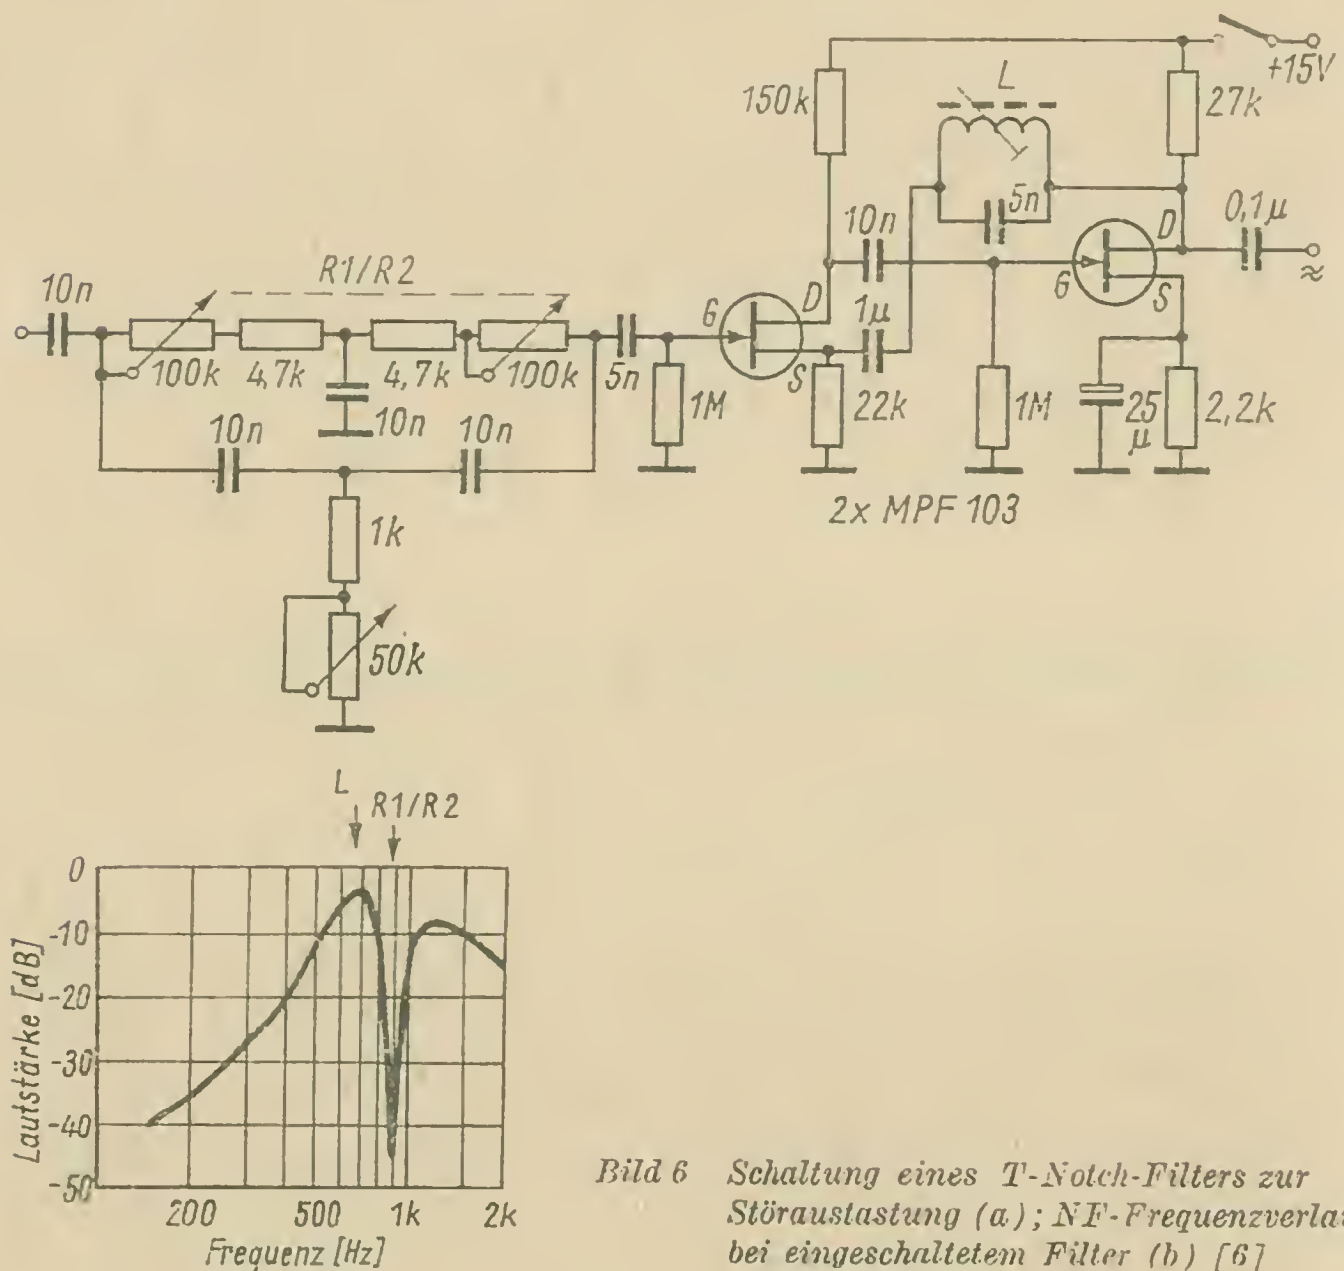 L
+15V
150k
27k
5n
10n
0,1µ
D
≈
R1/R2
10n
G
S
G
D
1µ
100k
4,7k
4,7k
100k
5n
1M
S
22k
1M
25
µ
2,2k
10n
10n
10n
2x MPF 103
1k
50k
L
R1/R2
0
-10
-20
-30
-40
-50
Lautstärke [dB]
200
500
1k
2k
Frequenz [Hz]
Bild 6 Schaltung eines T-Notch-Filters zur
Störaustastung (a); NF-Frequenzverla
bei eingeschaltetem Filter (b) [6]